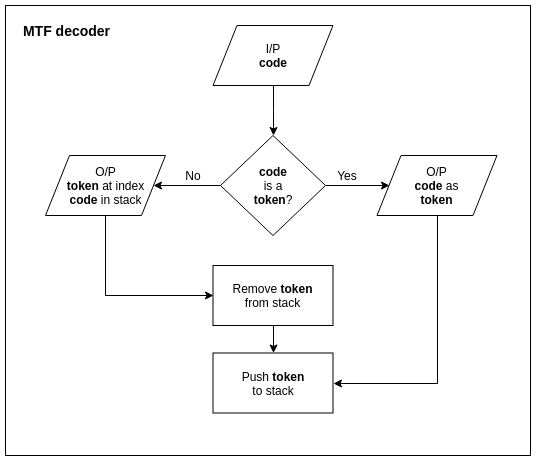 MTF decoder
I/P
code
No
code
is a
token?
Yes
O/P
token at index
code in stack
O/P
code as
token
Remove token
from stack
Push token
to stack